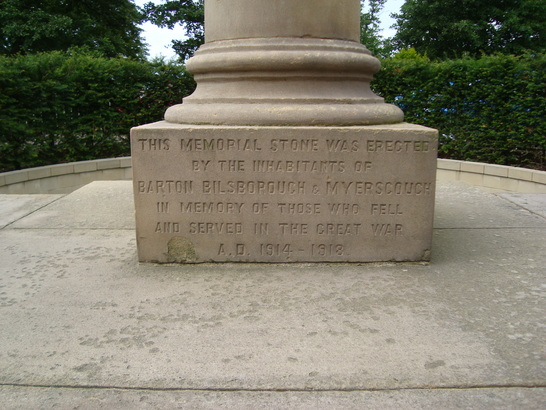 THIS MEMORIAL STONE WAS ERECTED
BY THE INHABITANTS OF
BARTON, BILSBOROUGH & MYERSCOUGH
IN MEMORY OF THOSE WHO FELL
AND SERVED IN THE GREAT WAR
A.D. 1914-1918.